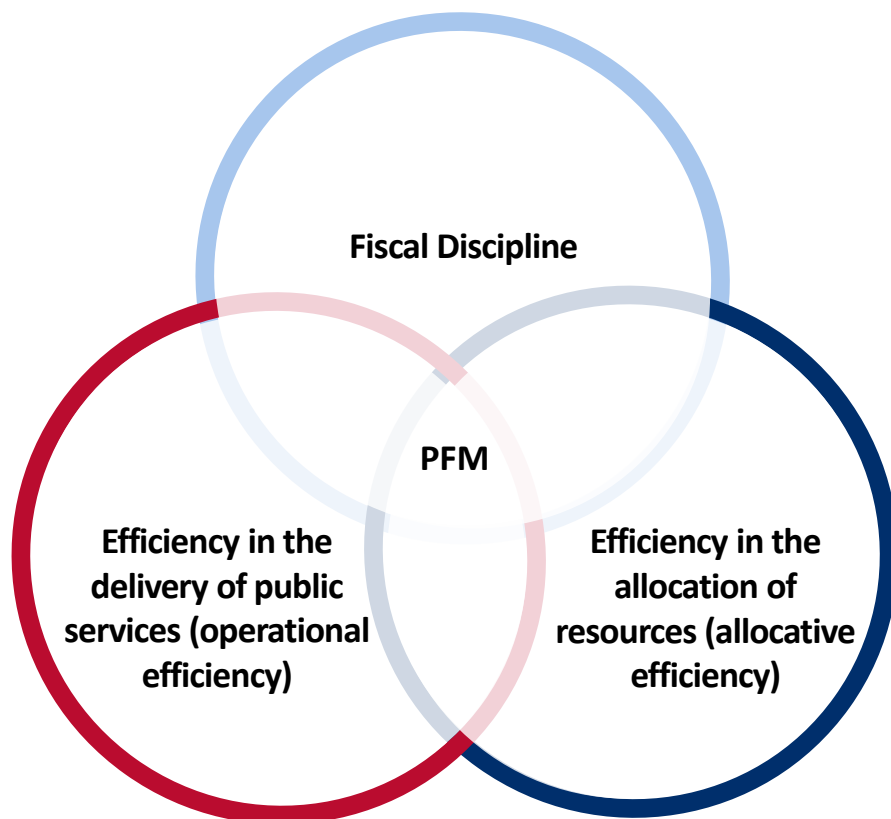 Fiscal Discipline
PFM
Efficiency in the
delivery of public
services (operational
efficiency)
Efficiency in the
allocation of
resources (allocative
efficiency)